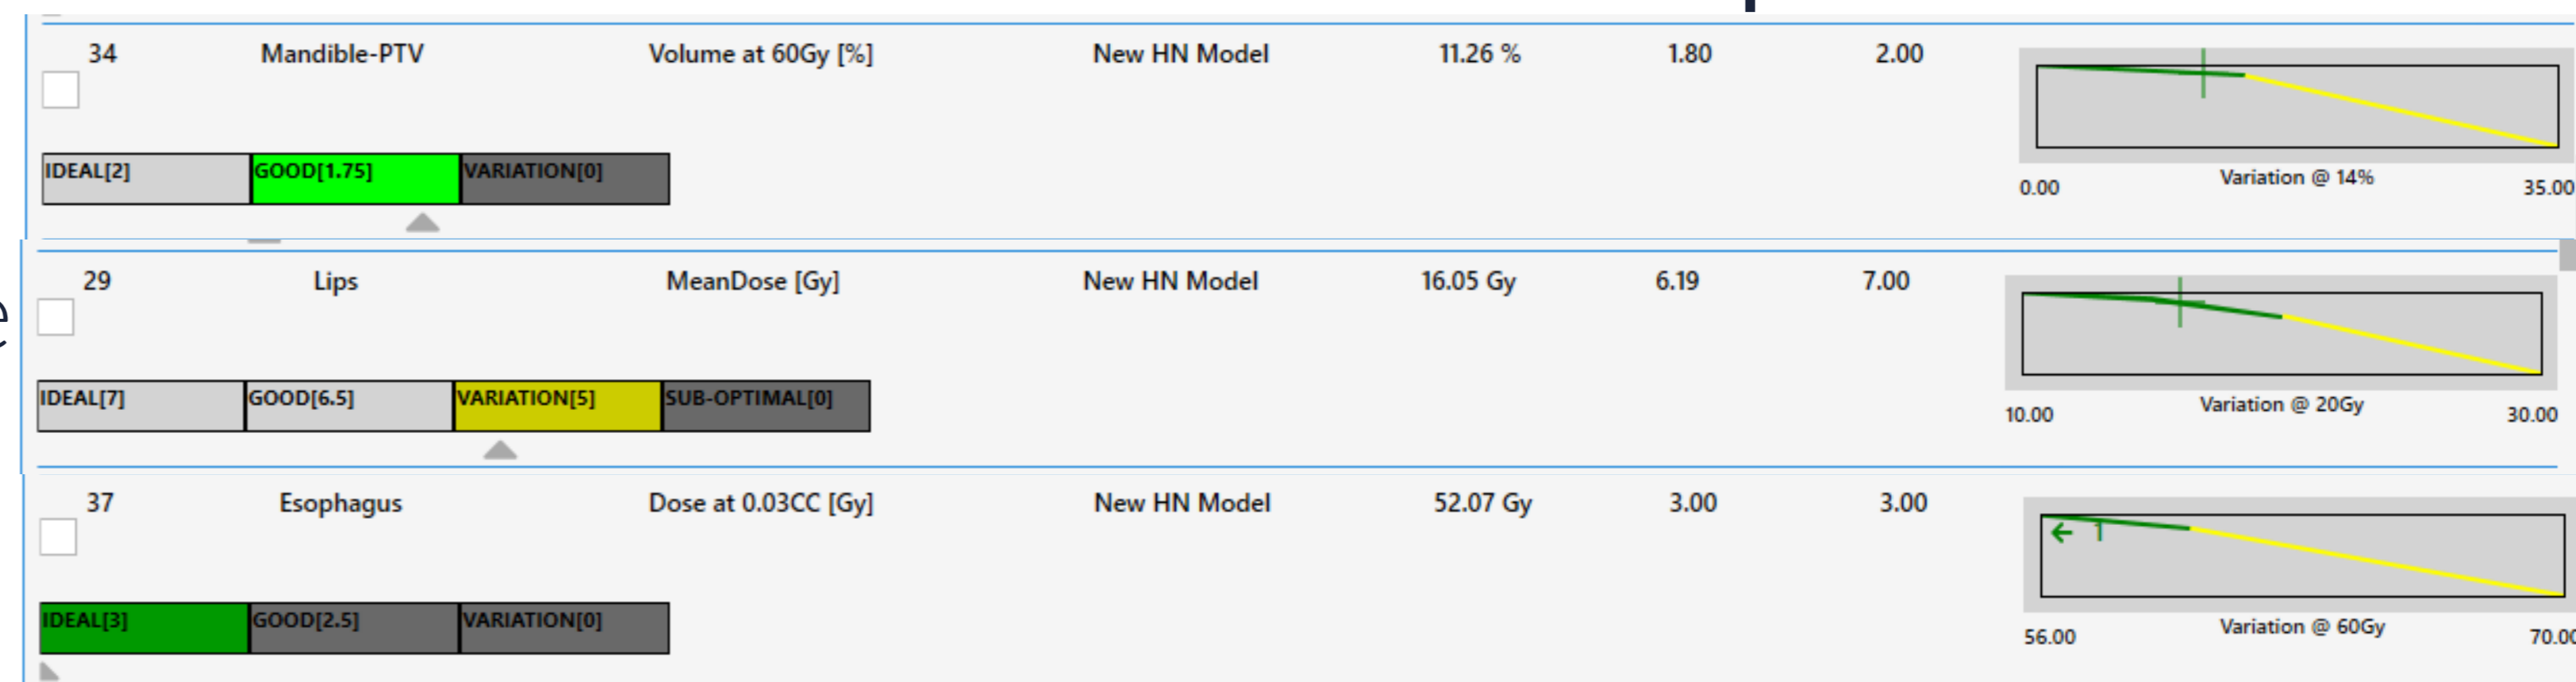 34 Mandible-PTV Volume at 60Gy [%] New HN Model 11.26 % 1.80 2.00
0.00 Variation @ 14% 35.00
IDEAL[2] GOOD[1.75] VARIATION[0]
29 Lips MeanDose [Gy] New HN Model 16.05 Gy 6.19 7.00
10.00 Variation @ 20Gy 30.00
IDEAL[7] GOOD[6.5] VARIATION[5] SUB-OPTIMAL[0]
37 Esophagus Dose at 0.03CC [Gy] New HN Model 52.07 Gy 3.00 3.00
← 1
56.00 Variation @ 60Gy 70.00
IDEAL[3] GOOD[2.5] VARIATION[0]